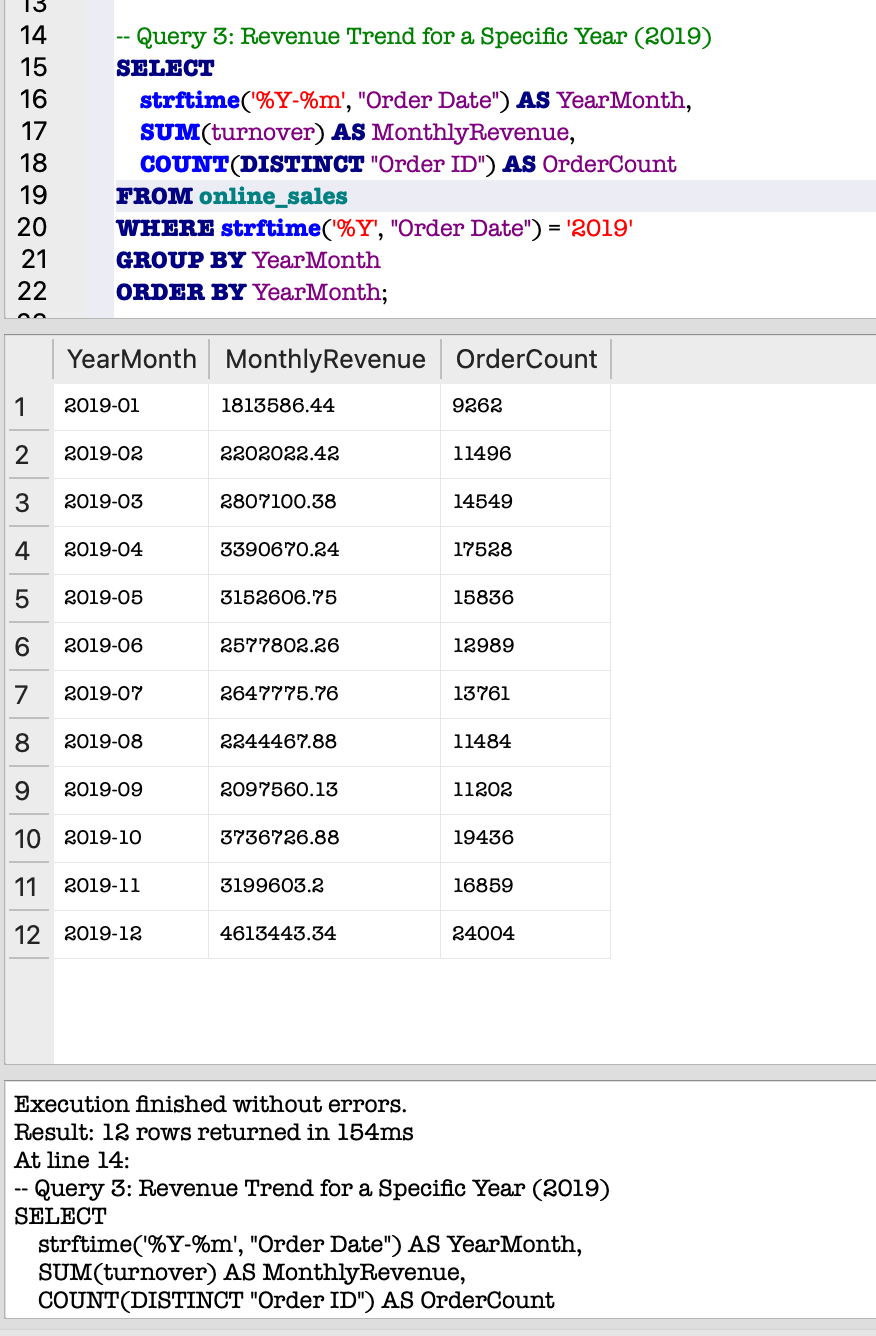 13
14 -- Query 3: Revenue Trend for a Specific Year (2019)
15 SELECT
16 strftime('%Y-%m', "Order Date") AS YearMonth,
17 SUM(turnover) AS MonthlyRevenue,
18 COUNT(DISTINCT "Order ID") AS OrderCount
19 FROM online_sales
20 WHERE strftime('%Y', "Order Date") = '2019'
21 GROUP BY YearMonth
22 ORDER BY YearMonth;
YearMonth MonthlyRevenue OrderCount
1 2019-01 1813586.44 9262
2 2019-02 2202022.42 11496
3 2019-03 2807100.38 14549
4 2019-04 3390670.24 17528
5 2019-05 3152606.75 15836
6 2019-06 2577802.26 12989
7 2019-07 2647775.76 13761
8 2019-08 2244467.88 11484
9 2019-09 2097560.13 11202
10 2019-10 3736726.88 19436
11 2019-11 3199603.2 16859
12 2019-12 4613443.34 24004
Execution finished without errors.
Result: 12 rows returned in 154ms
At line 14:
-- Query 3: Revenue Trend for a Specific Year (2019)
SELECT
strftime('%Y-%m', "Order Date") AS YearMonth,
SUM(turnover) AS MonthlyRevenue,
COUNT(DISTINCT "Order ID") AS OrderCount